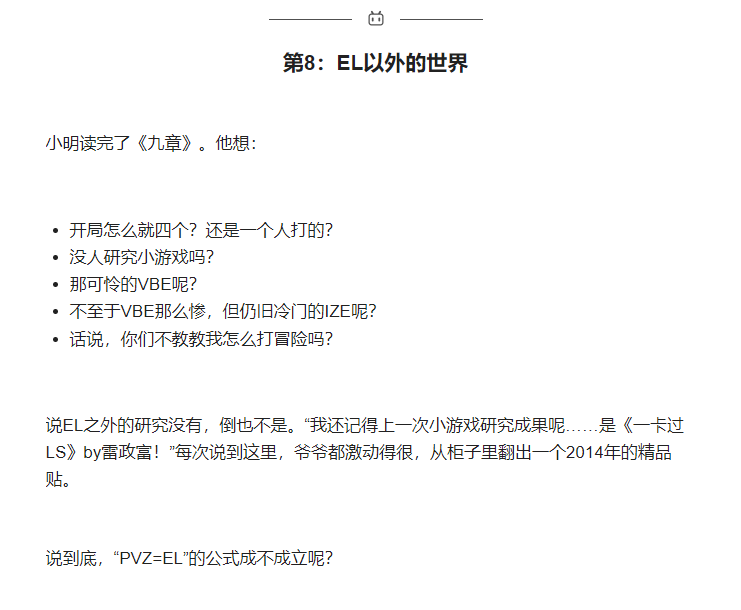 第8：EL以外的世界
小明读完了《九章》。他想：
• 开局怎么就四个？还是一个人打的？
• 没人研究小游戏吗？
• 那可怜的VBE呢？
• 不至于VBE那么惨，但仍旧冷门的IZE呢？
• 话说，你们不教教我怎么打冒险吗？
说EL之外的研究没有，倒也不是。“我还记得上一次小游戏研究成果呢……是《一卡过
LS》by雷政富！”每次说到这里，爷爷都激动得很，从柜子里翻出一个2014年的精品
贴。
说到底，“PVZ=EL”的公式成不成立呢？